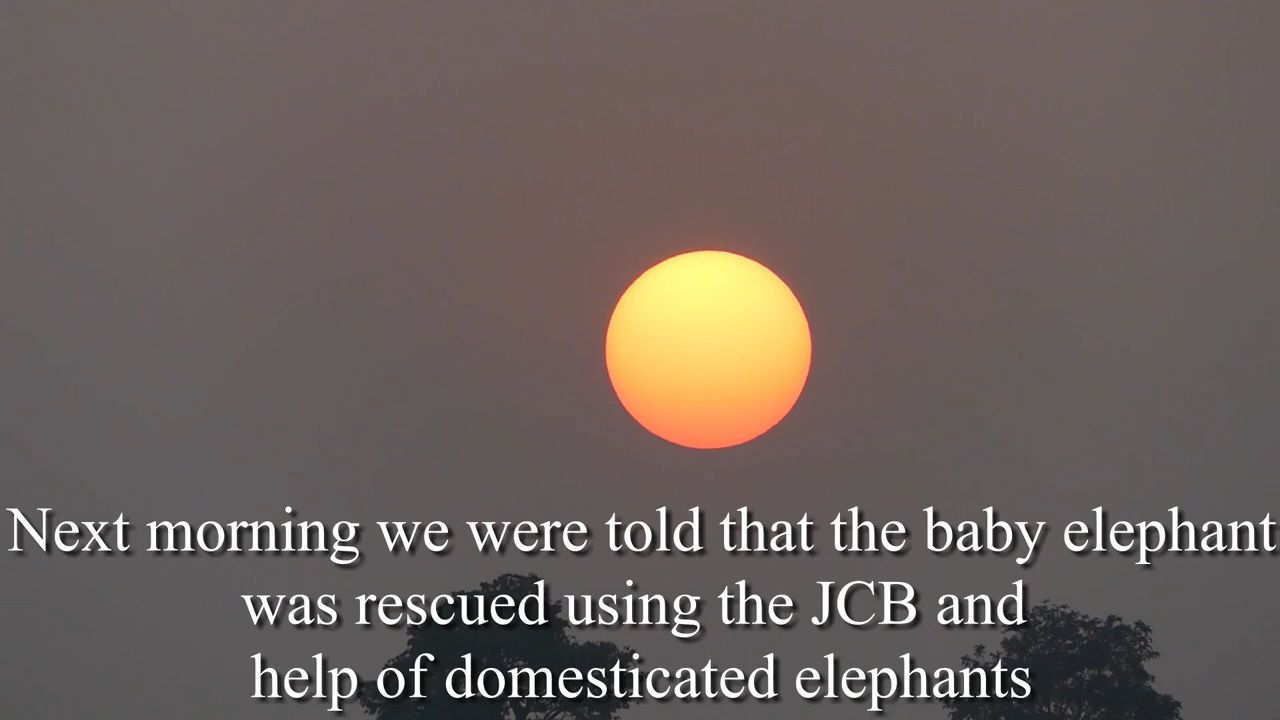 Next morning we were told that the baby elephant
was rescued using the JCB and
help of domesticated elephants